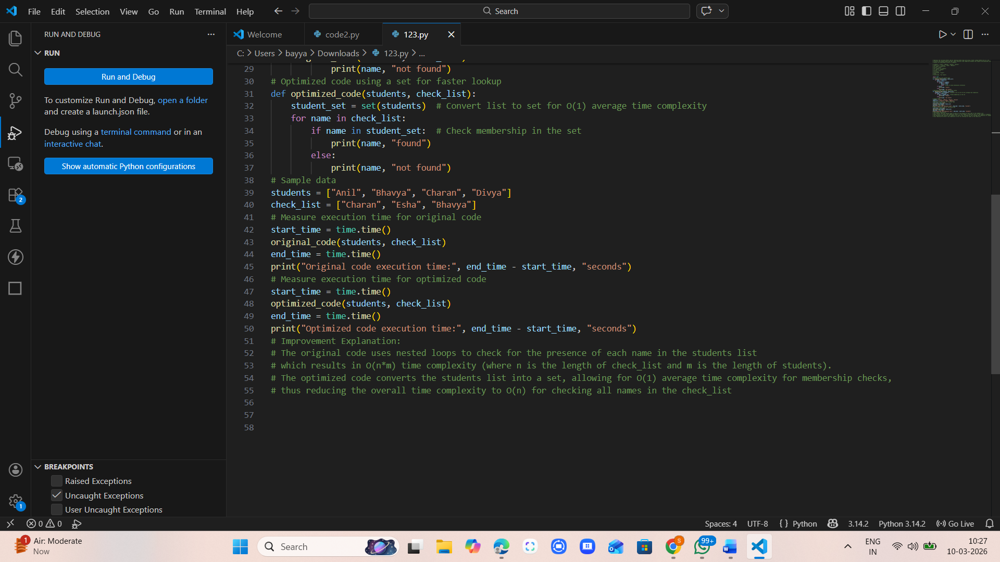 File Edit Selection View Go Run Terminal Help
Search
RUN AND DEBUG
RUN
Run and Debug
To customize Run and Debug, open a folder
and create a launch.json file.
Debug using a terminal command or in an
interactive chat.
Show automatic Python configurations
2
BREAKPOINTS
Raised Exceptions
Uncaught Exceptions
User Uncaught Exceptions
1
Welcome code2.py 123.py
C: > Users > bayya > Downloads > 123.py > ...
29 print(name, "not found")
30 # Optimized code using a set for faster lookup
31 def optimized_code(students, check_list):
32 student_set = set(students)  # Convert list to set for O(1) average time complexity
33 for name in check_list:
34 if name in student_set:  # Check membership in the set
35 print(name, "found")
36 else:
37 print(name, "not found")
38 # Sample data
39 students = ["Anil", "Bhavya", "Charan", "Divya"]
40 check_list = ["Charan", "Esha", "Bhavya"]
41 # Measure execution time for original code
42 start_time = time.time()
43 original_code(students, check_list)
44 end_time = time.time()
45 print("Original code execution time:", end_time - start_time, "seconds")
46 # Measure execution time for optimized code
47 start_time = time.time()
48 optimized_code(students, check_list)
49 end_time = time.time()
50 print("Optimized code execution time:", end_time - start_time, "seconds")
51 # Improvement Explanation:
52 # The original code uses nested loops to check for the presence of each name in the students list
53 # which results in O(n*m) time complexity (where n is the length of check_list and m is the length of students).
54 # The optimized code converts the students list into a set, allowing for O(1) average time complexity for membership checks,
55 # thus reducing the overall time complexity to O(n) for checking all names in the check_list
56
57
58
0 0 Spaces: 4 UTF-8 {} Python 3.14.2 Python 3.14.2 Go Live
1 Air: Moderate
Now
Search
S
99+
ENG
IN
10:27
10-03-2026